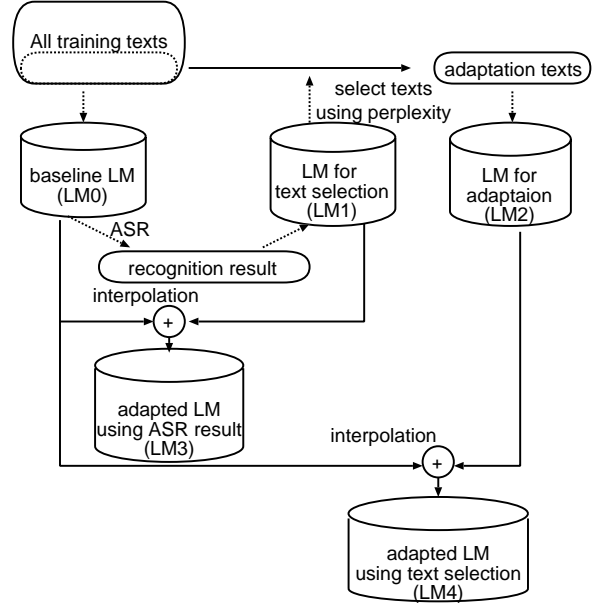 All training texts
adaptation texts
select texts
using perplexity
baseline LM
(LM0)
LM for
text selection
(LM1)
LM for
adaptaion
(LM2)
ASR
recognition result
interpolation
+
adapted LM
using ASR result
(LM3)
interpolation
+
adapted LM
using text selection
(LM4)